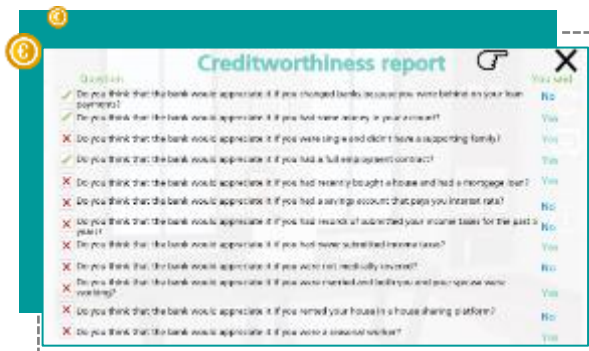 Creditworthiness report
Question
You said
Do you think that the bank would appreciate it if you changed banks because you were behind on your loan
payments?
No
Do you think that the bank would appreciate it if you had some money in your account?
Yes
Do you think that the bank would appreciate it if you were single and didn't have a supporting family?
Yes
Do you think that the bank would appreciate it if you had a full employment contract?
Yes
Do you think that the bank would appreciate it if you had recently bought a house and had a mortgage loan?
Yes
Do you think that the bank would appreciate it if you had a savings account that pays you interest rate?
No
Do you think that the bank would appreciate it if you had records of submitted your income taxes for the past 5
years?
No
Do you think that the bank would appreciate it if you had never submitted income taxes?
Yes
Do you think that the bank would appreciate it if you were not medically covered?
No
Do you think that the bank would appreciate it if you were married and both you and your spouse were
working?
Yes
Do you think that the bank would appreciate it if you rented your house in a house sharing platform?
No
Do you think that the bank would appreciate it if you were a seasonal worker?
Yes